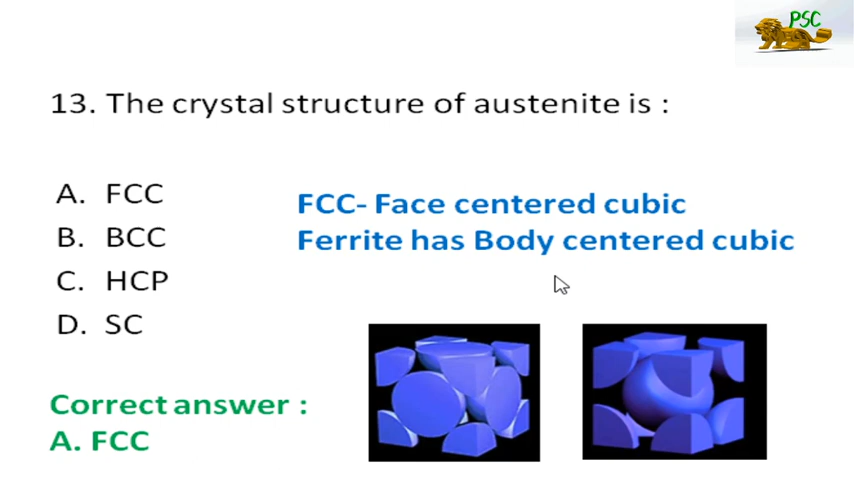 PSC
13. The crystal structure of austenite is :
A. FCC
B. BCC
C. HCP
D. SC
FCC- Face centered cubic
Ferrite has Body centered cubic
Correct answer :
A. FCC